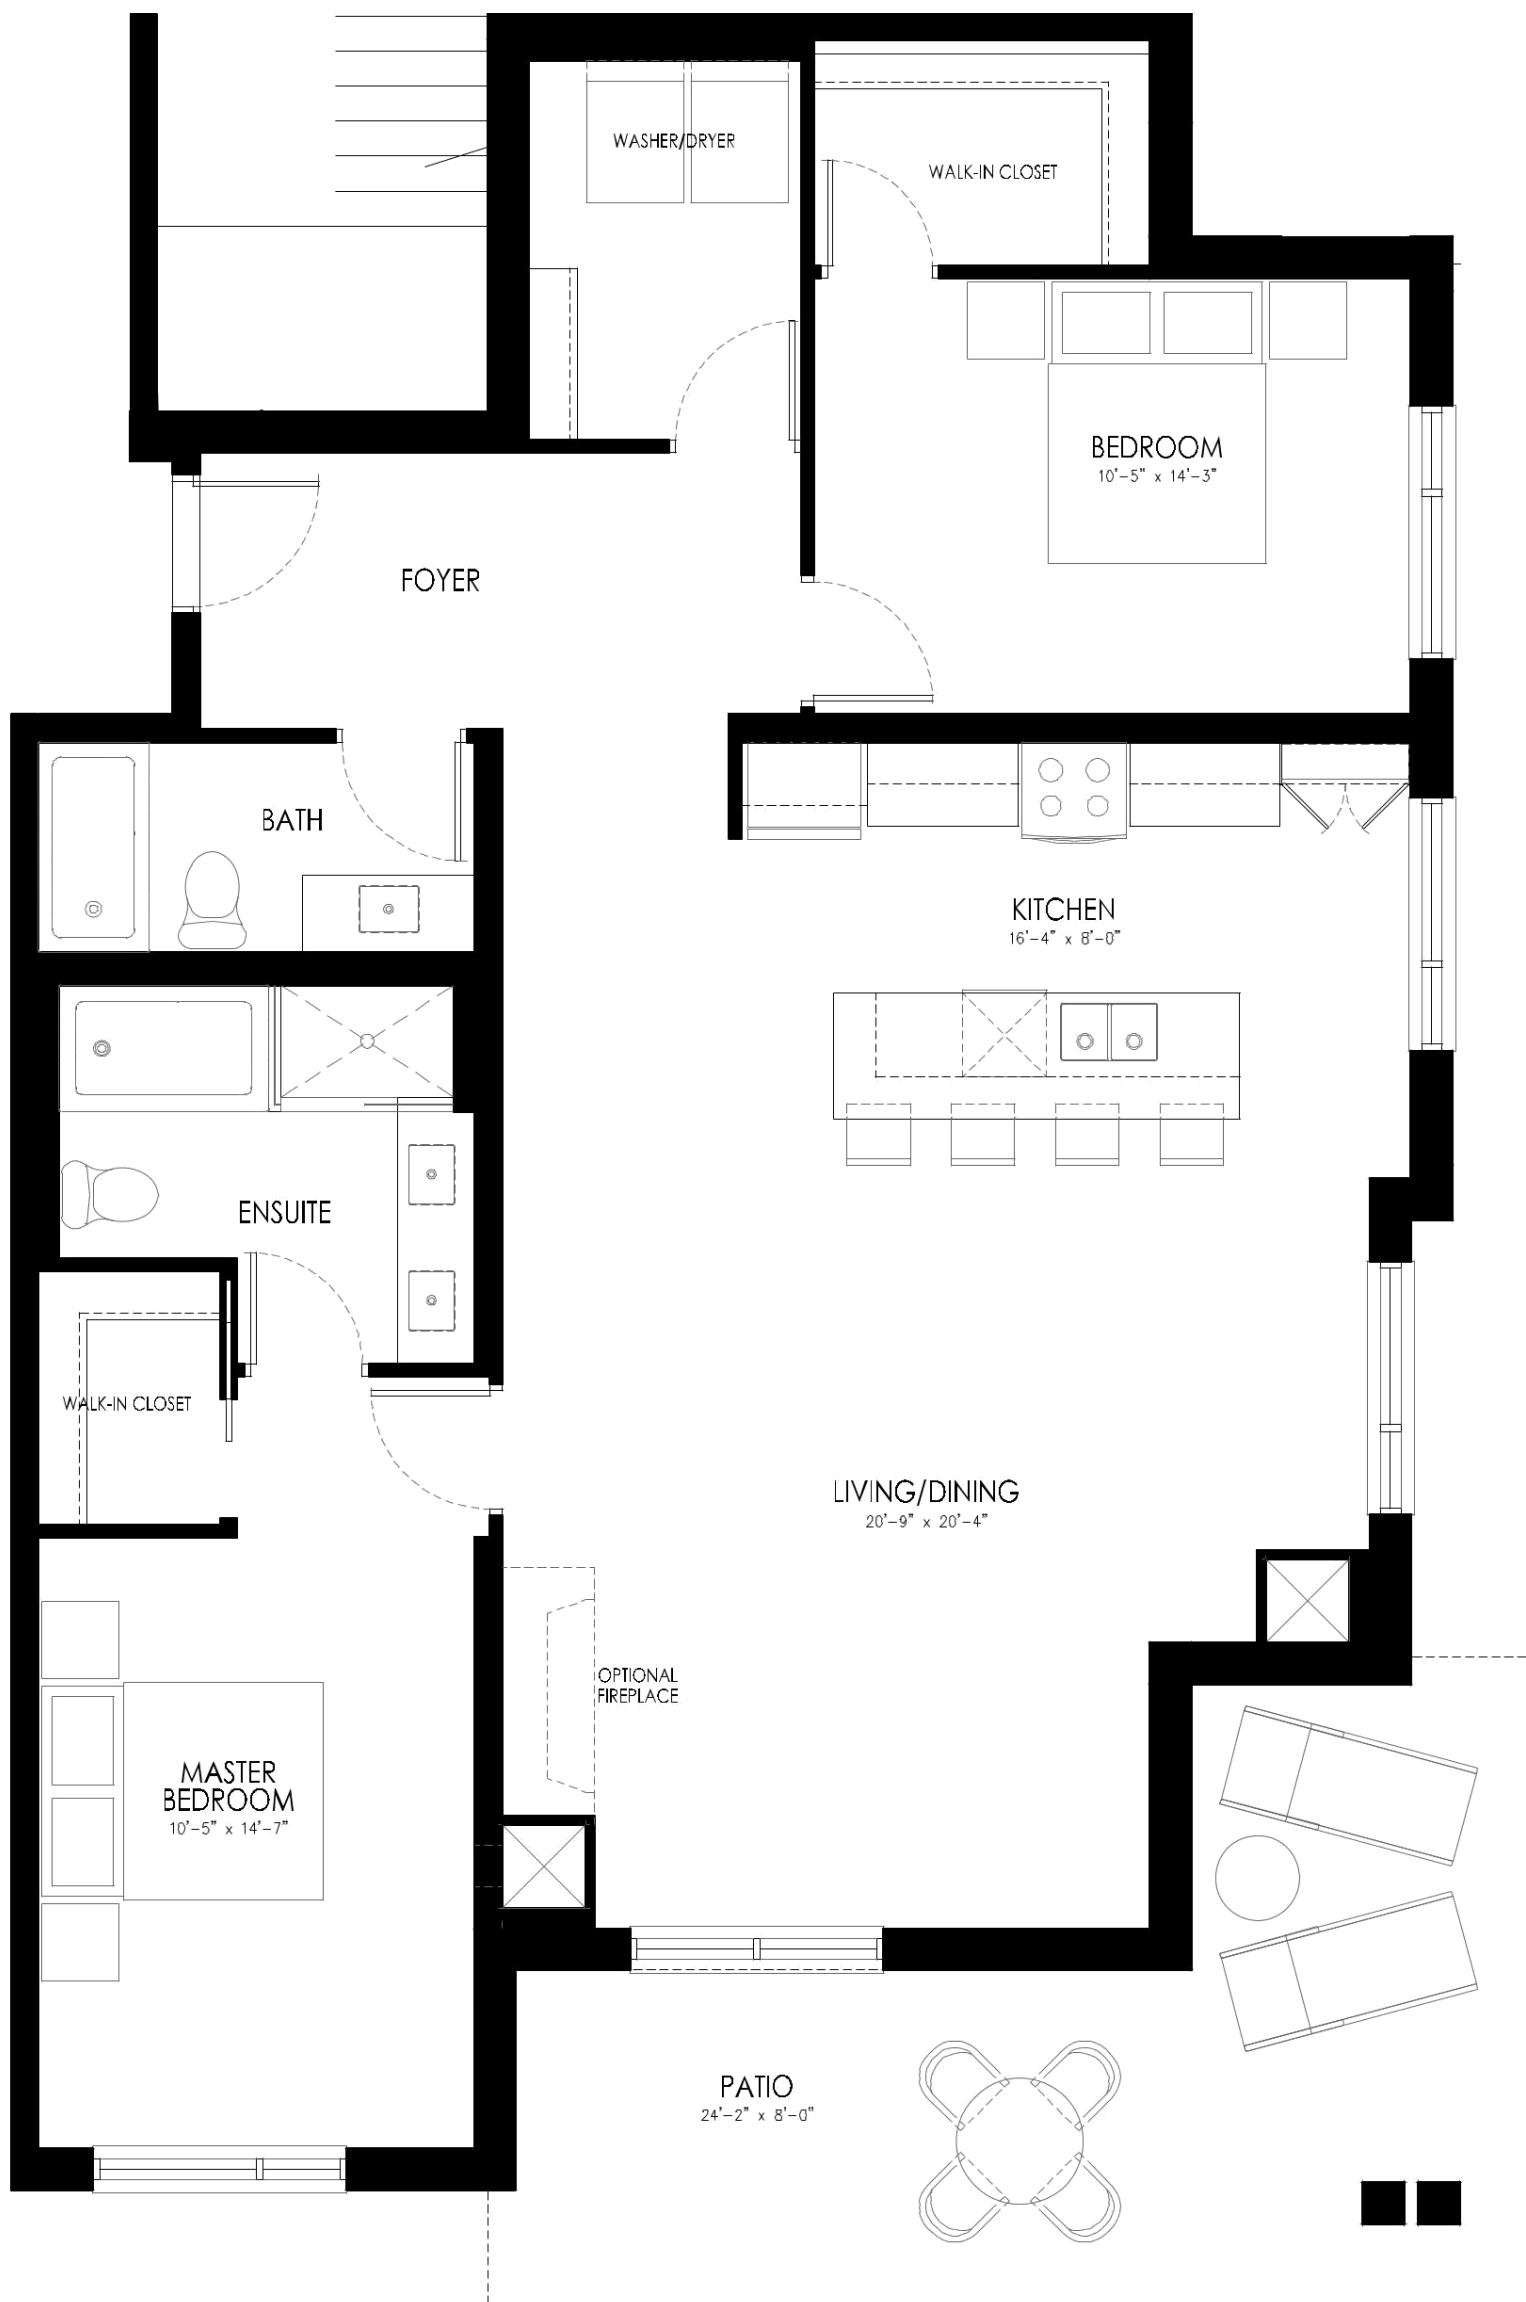 WASHER/DRYER
WALK-IN CLOSET
BEDROOM
10'-5" x 14'-3"
FOYER
BATH
KITCHEN
16'-4" x 8'-0"
ENSUITE
WALK-IN CLOSET
LIVING/DINING
20'-9" x 20'-4"
OPTIONAL
FIREPLACE
MASTER
BEDROOM
10'-5" x 14'-7"
PATIO
24'-2" x 8'-0"